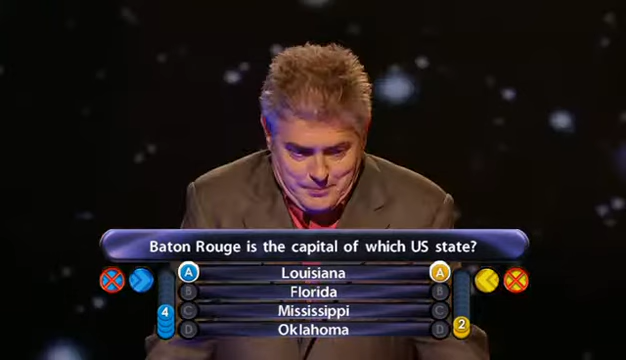 Baton Rouge is the capital of which US state?
A Louisiana A
B Florida B
4 C Mississippi C
D Oklahoma D 2